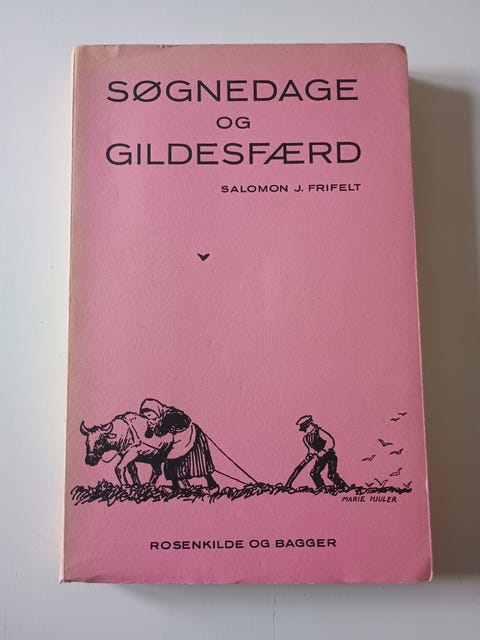 SØGNEDAGE
OG
GILDESFÆRD
SALOMON J. FRIFELT
MARIE HJULER
ROSENKILDE OG BAGGER